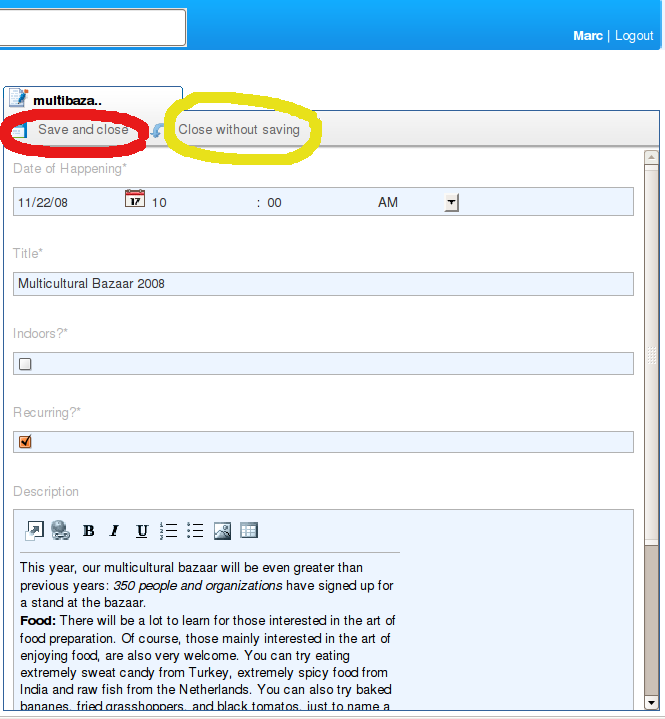 Marc | Logout
multibaza..
Save and close Close without saving
Date of Happening*
11/22/08 17 10 : 00 AM
Title*
Multicultural Bazaar 2008
Indoors?*
Recurring?*
Description
B I U
This year, our multicultural bazaar will be even greater than
previous years: 350 people and organizations have signed up for
a stand at the bazaar.
Food: There will be a lot to learn for those interested in the art of
food preparation. Of course, those mainly interested in the art of
enjoying food, are also very welcome. You can try eating
extremely sweat candy from Turkey, extremely spicy food from
India and raw fish from the Netherlands. You can also try baked
bananes, fried grasshoppers, and black tomatos, just to name a